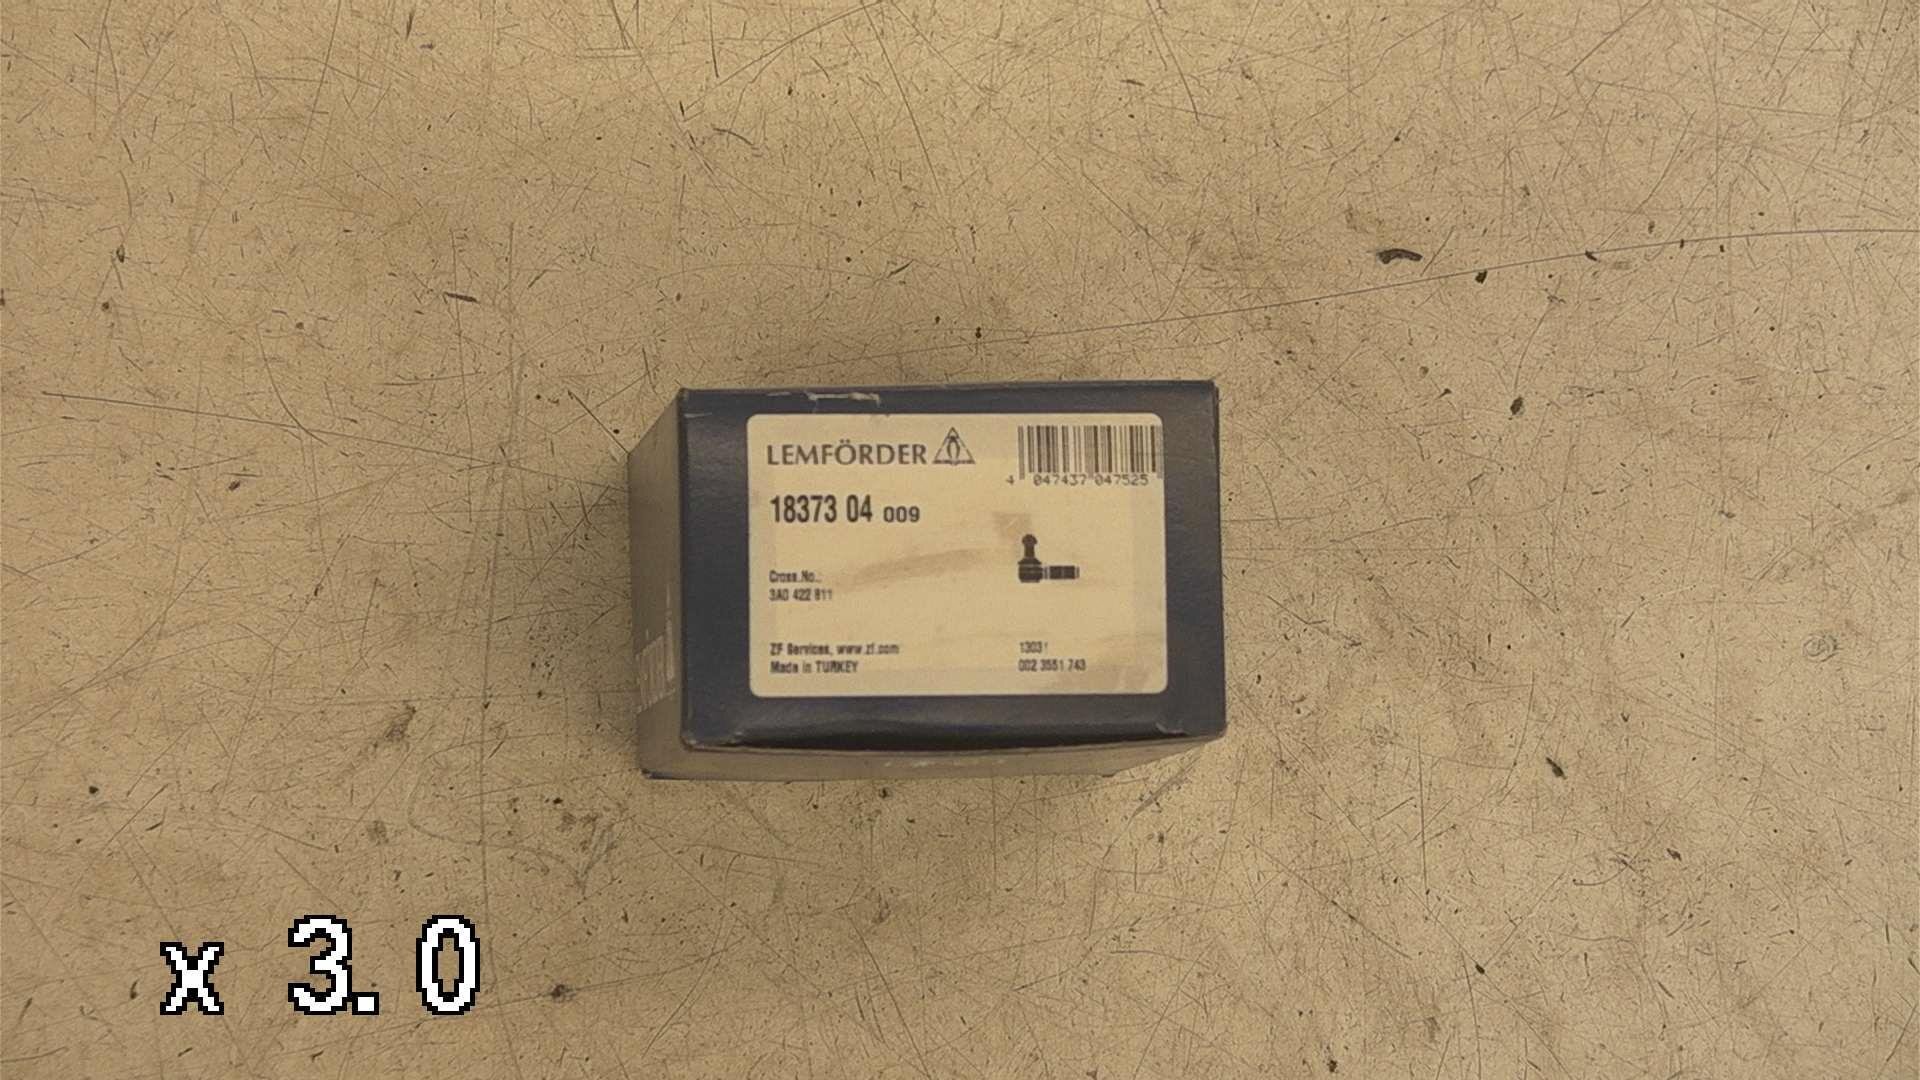 LEMFÖRDER
4 047437 047525
18373 04 009
Cross.No.:
3A0 422 811
ZF Services, www.zf.com
Made in TURKEY
13031
002 3551 743
x 3.0